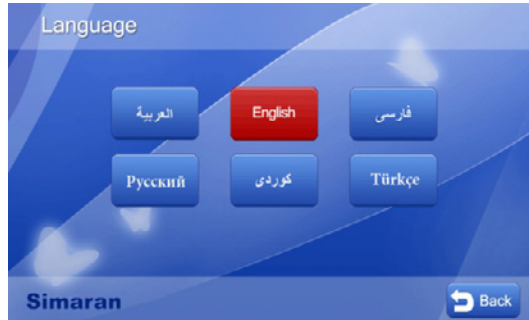 Language
العربية
English
فارسی
Русский
کوردی
Türkçe
Simaran
Back